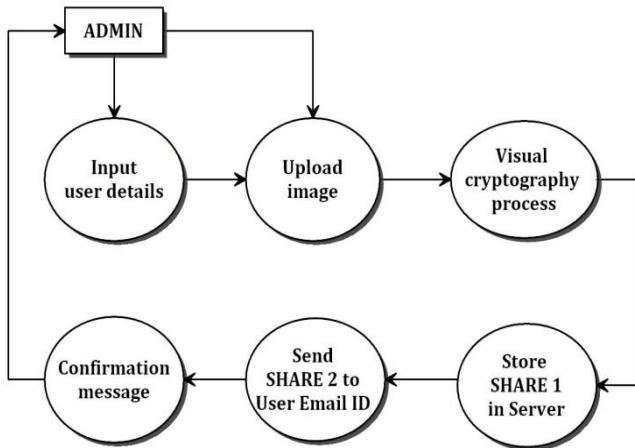 ADMIN
Input
user details
Upload
image
Visual
cryptography
process
Confirmation
message
Send
SHARE 2 to
User Email ID
Store
SHARE 1
in Server